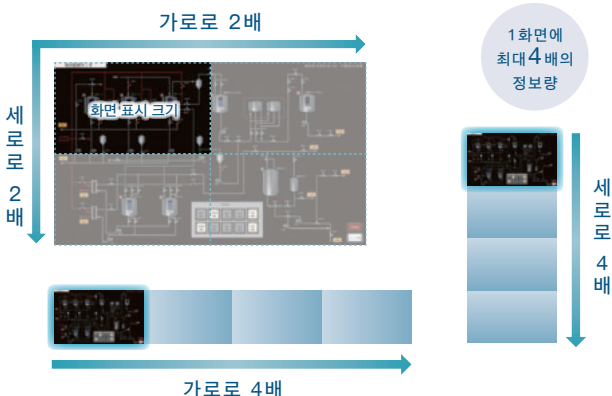 가로로 2배
1화면에
최대4배의
정보량
화면 표시 크기
세로로 2배
세로로 4배
가로로 4배